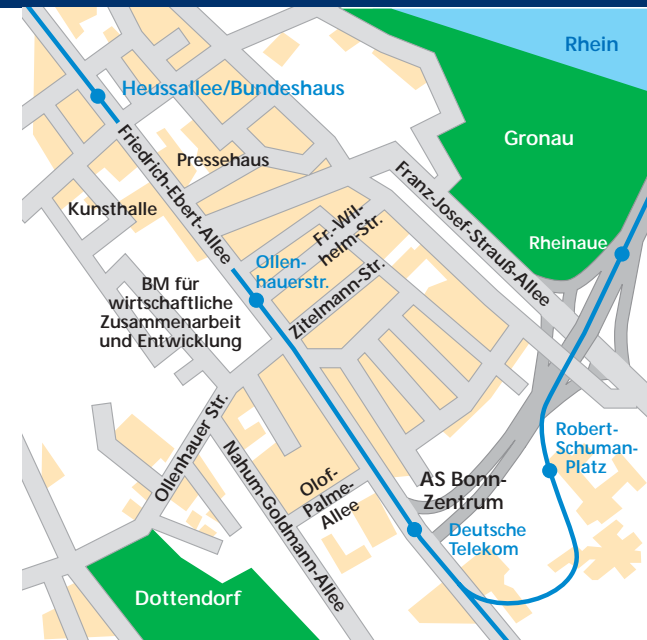 Rhein
Heussallee/Bundeshaus
Gronau
Friedrich-Ebert-Allee
Pressehaus
Franz-Josef-Strauß-Allee
Kunsthalle
Fr.-Wil-
helm-Str.
Rheinaue
Ollen-
hauerstr.
BM für
wirtschaftliche
Zusammenarbeit
und Entwicklung
Zitelmann-Str.
Ollenhauer Str.
Nahum-Goldmann-Allee
Robert-
Schuman-
Platz
Olof-
Palme-
Allee
AS Bonn-
Zentrum
Deutsche
Telekom
Dottendorf